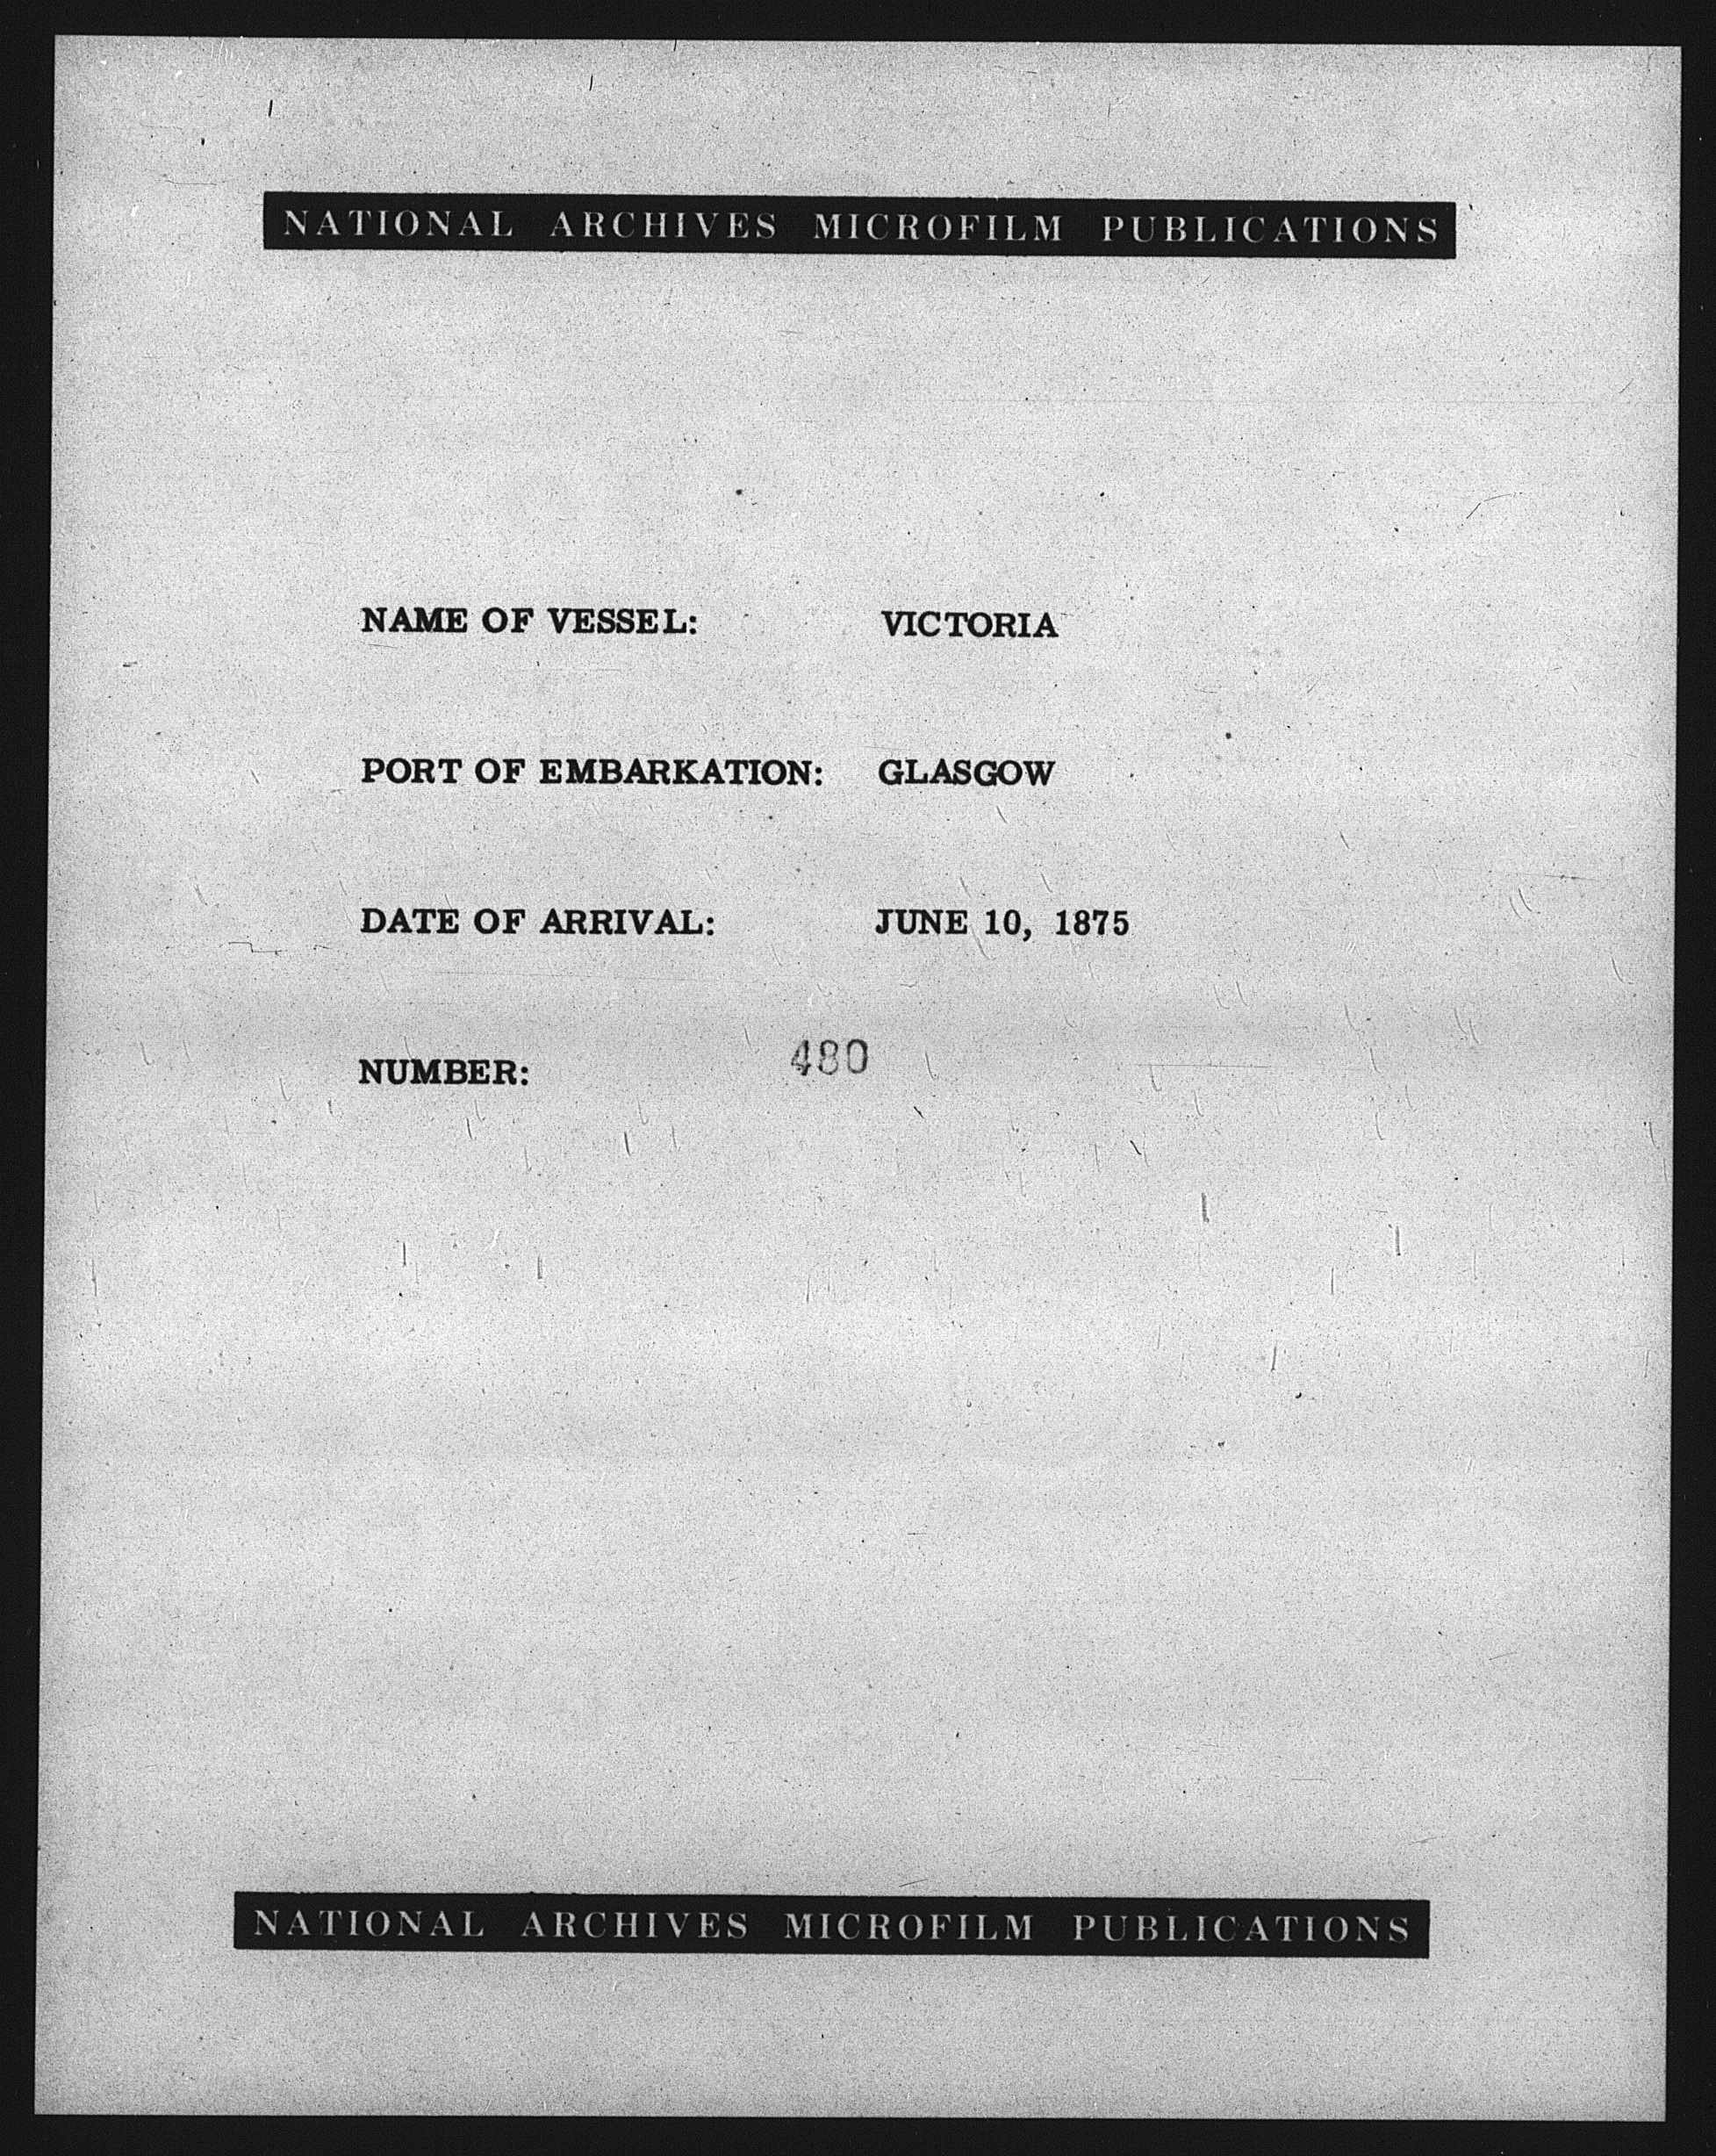 NATIONAL ARCHIVES MICROFILM PUBLICATIONS
NAME OF VESSEL: VICTORIA
PORT OF EMBARKATION: GLASGOW
DATE OF ARRIVAL: JUNE 10, 1875
NUMBER: 480
NATIONAL ARCHIVES MICROFILM PUBLICATIONS